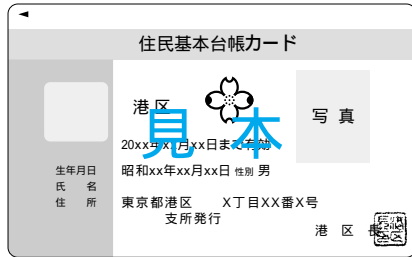 ◄
住民基本台帳カード
港区
見本
写真
20xx年xx月xx日まで有効
生年月日 昭和xx年xx月xx日 性別 男
氏名
住所 東京都港区 X丁目XX番X号
支所発行
港区長